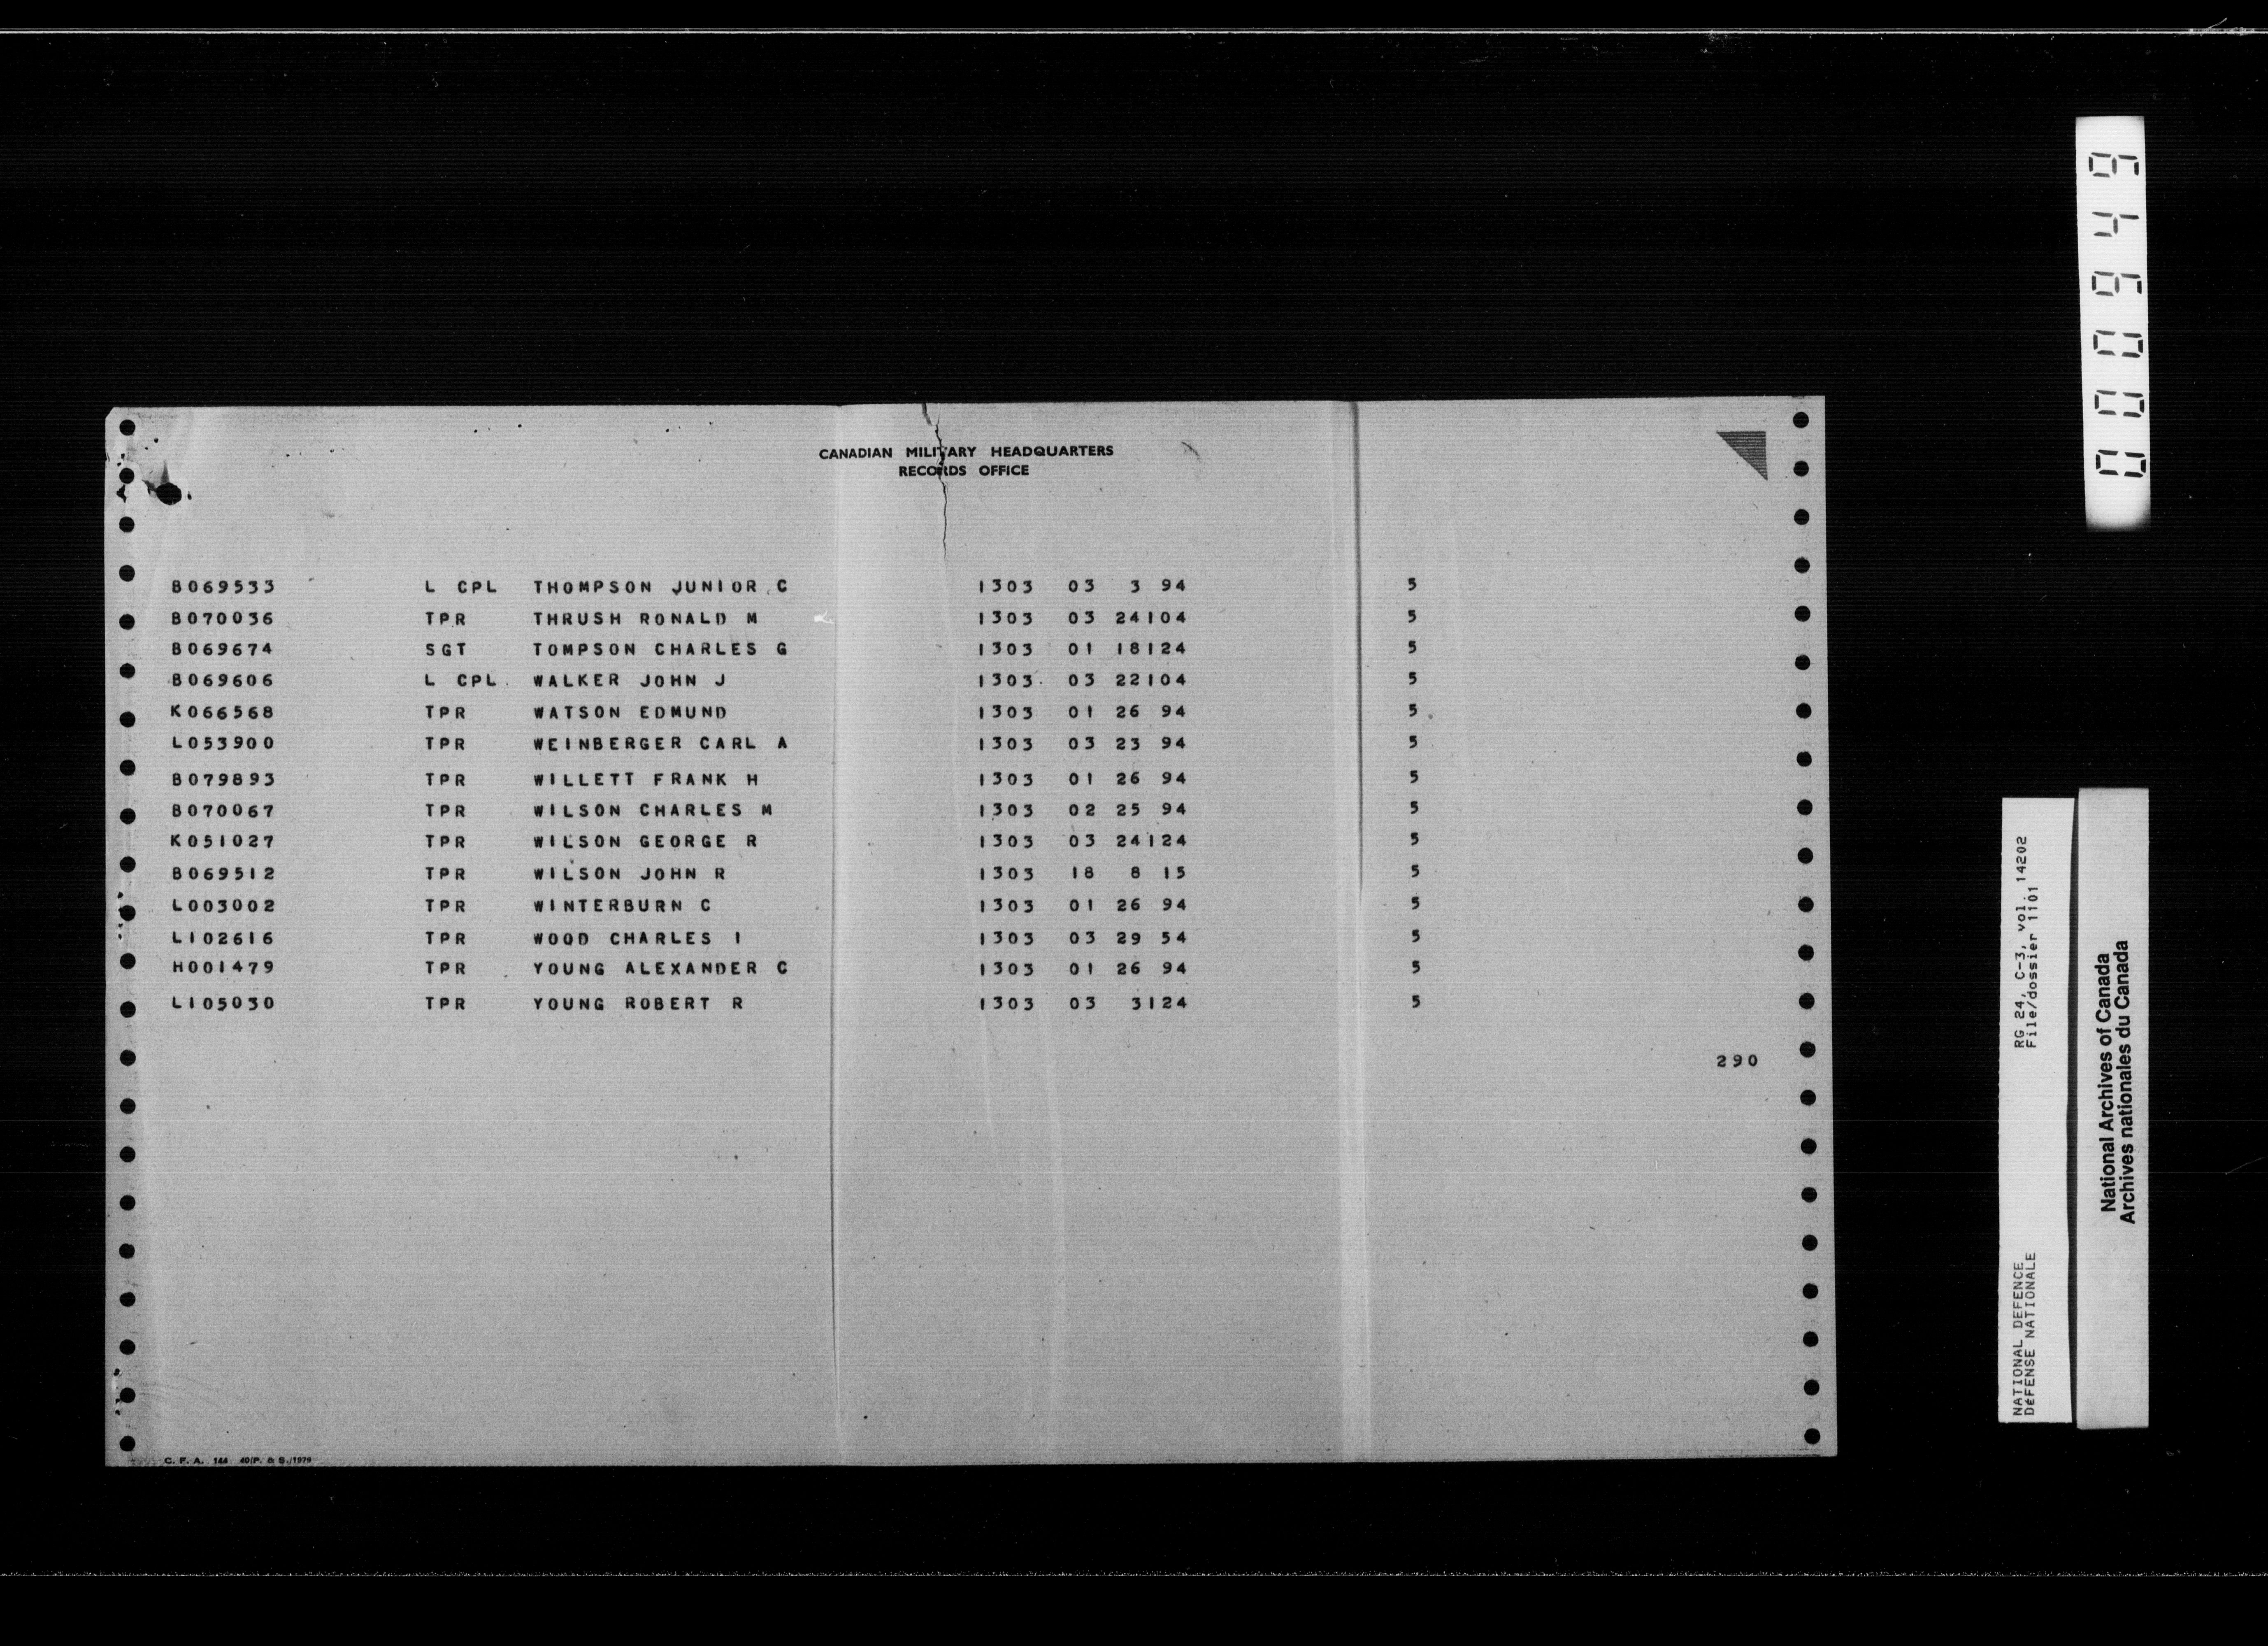 CANADIAN MILITARY HEADQUARTERS
RECORDS OFFICE
B069533 L CPL THOMPSON JUNIOR C 1303 03 3 94 5
B070036 TPR THRUSH RONALD M 1303 03 24104 5
B069674 SGT TOMPSON CHARLES G 1303 01 18124 5
B069606 L CPL WALKER JOHN J 1303 03 22104 5
K066568 TPR WATSON EDMUND 1303 01 26 94 5
L053900 TPR WEINBERGER CARL A 1303 03 23 94 5
B079893 TPR WILLETT FRANK H 1303 01 26 94 5
B070067 TPR WILSON CHARLES M 1303 02 25 94 5
K051027 TPR WILSON GEORGE R 1303 03 24124 5
B069512 TPR WILSON JOHN R 1303 18 8 15 5
L003002 TPR WINTERBURN C 1303 01 26 94 5
L102616 TPR WOOD CHARLES I 1303 03 29 54 5
H001479 TPR YOUNG ALEXANDER C 1303 01 26 94 5
L105030 TPR YOUNG ROBERT R 1303 03 3124 5
290
C. F. A. 144 40/P. & S./1979
NATIONAL DEFENCE RG 24, C-3, vol. 14202
DéFENSE NATIONALE File/dossier 1101
National Archives of Canada
Archives nationales du Canada